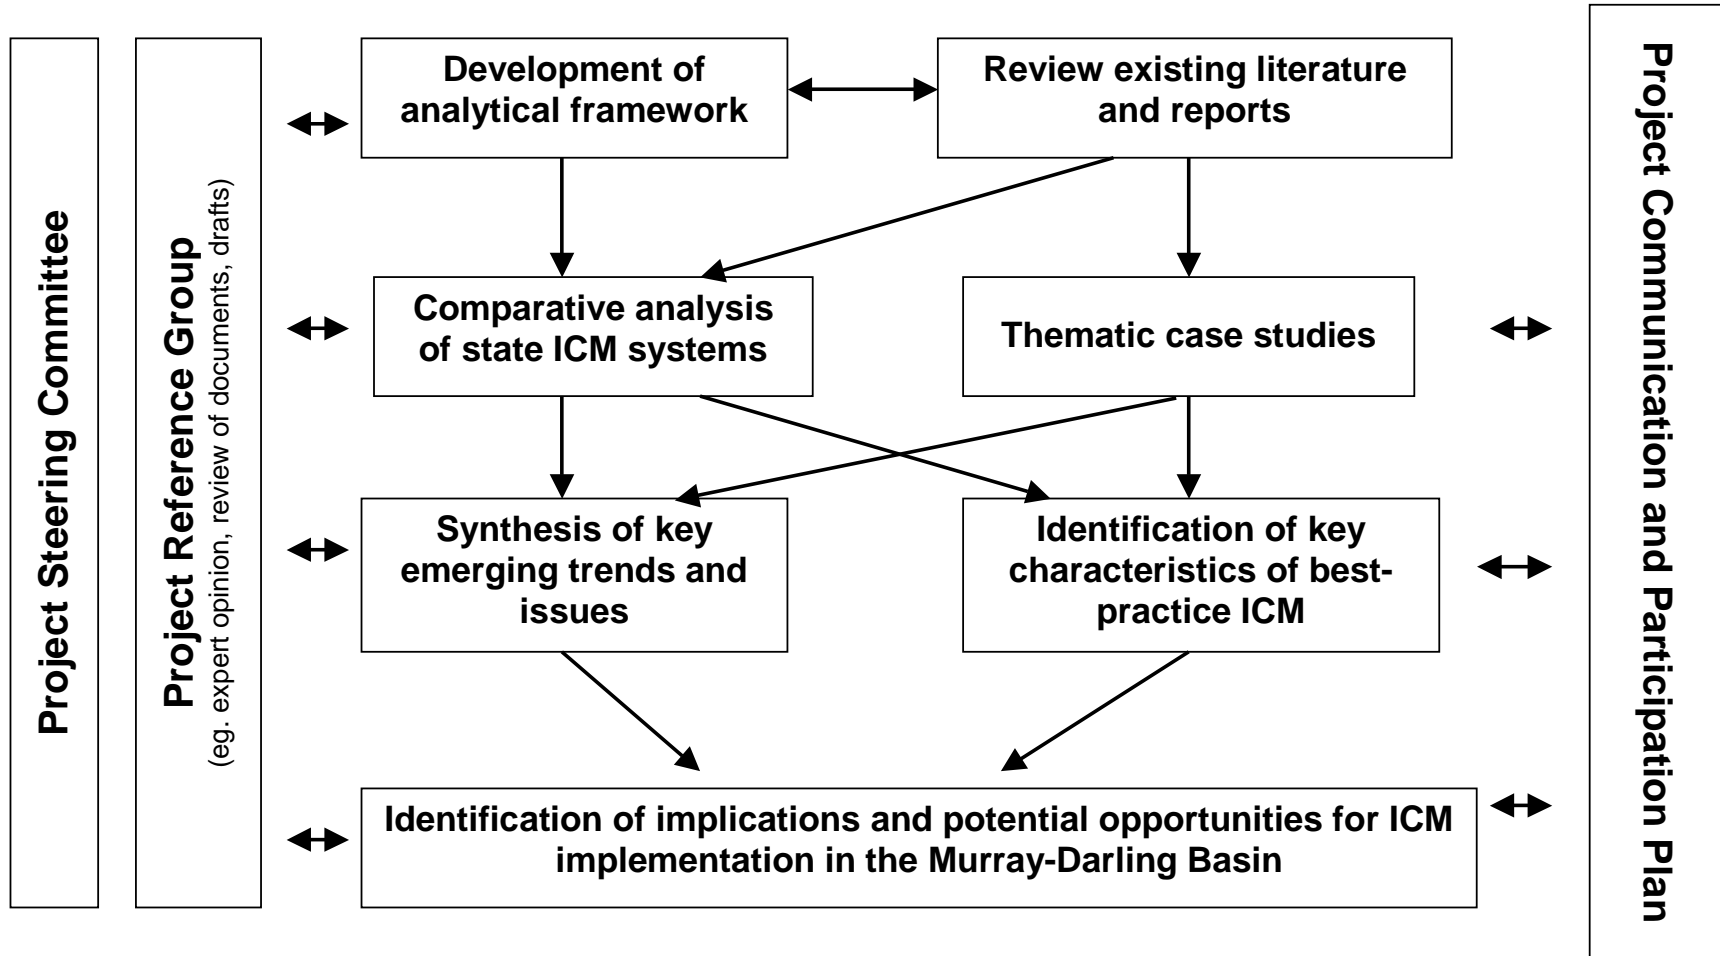 Project Steering Committee
Project Reference Group
(eg. expert opinion, review of documents, drafts)
Development of
analytical framework
Review existing literature
and reports
Comparative analysis
of state ICM systems
Thematic case studies
Synthesis of key
emerging trends and
issues
Identification of key
characteristics of best-
practice ICM
Identification of implications and potential opportunities for ICM
implementation in the Murray-Darling Basin
Project Communication and Participation Plan